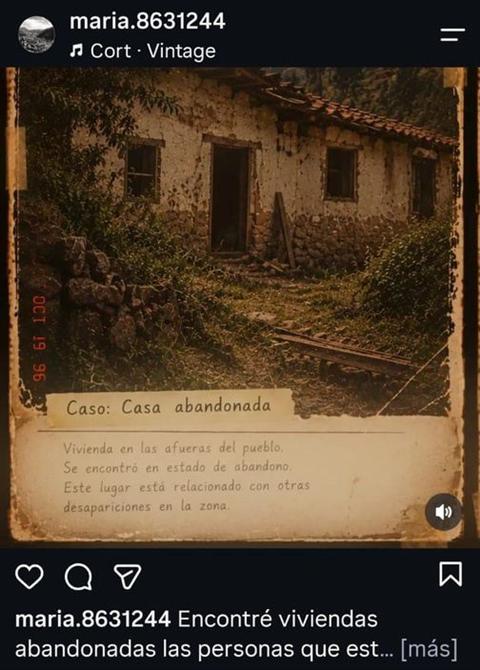 maria.8631244
Cort · Vintage
OCT 19 96
Caso: Casa abandonada
Vivienda en las afueras del pueblo.
Se encontró en estado de abandono.
Este lugar está relacionado con otras
desapariciones en la zona.
maria.8631244 Encontré viviendas
abandonadas las personas que est... [más]